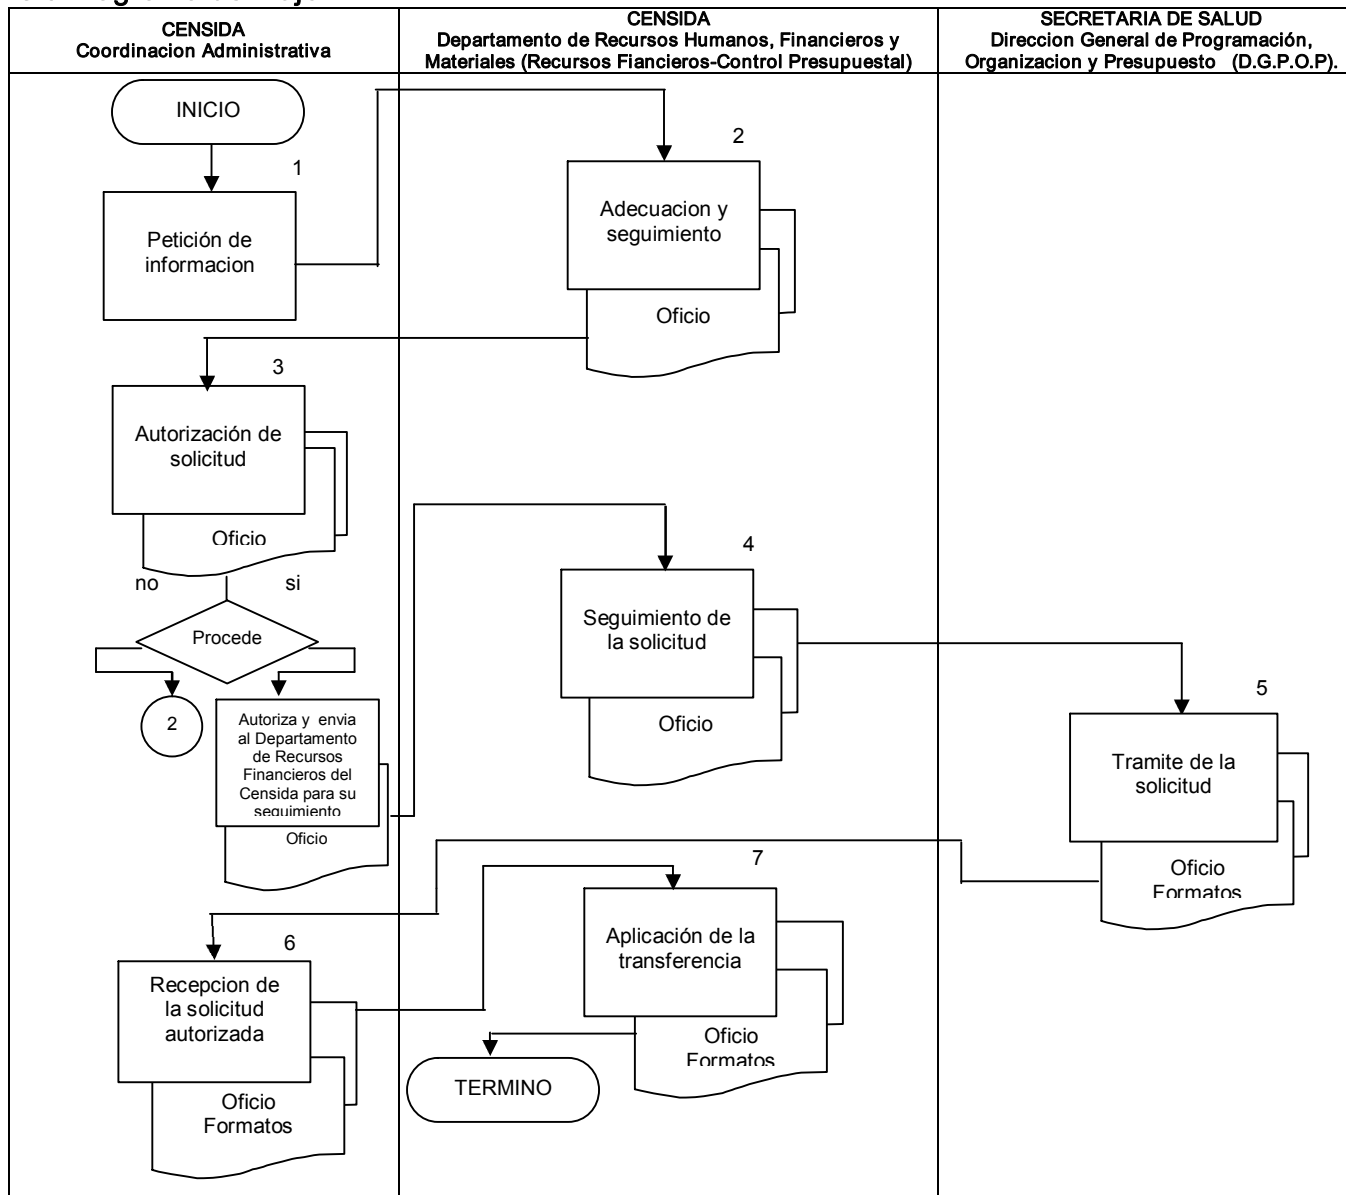 CENSIDA
Coordinacion Administrativa
CENSIDA
Departamento de Recursos Humanos, Financieros y
Materiales (Recursos Fiancieros-Control Presupuestal)
SECRETARIA DE SALUD
Direccion General de Programación,
Organizacion y Presupuesto (D.G.P.O.P).
INICIO
1
Petición de
informacion
2
Adecuacion y
seguimiento
Oficio
3
Autorización de
solicitud
Oficio
no
si
Procede
2
Autoriza y envia
al Departamento
de Recursos
Financieros del
Censida para su
seguimiento
Oficio
4
Seguimiento de
la solicitud
Oficio
5
Tramite de la
solicitud
Oficio
Formatos
6
Recepcion de
la solicitud
autorizada
Oficio
Formatos
7
Aplicación de la
transferencia
Oficio
Formatos
TERMINO